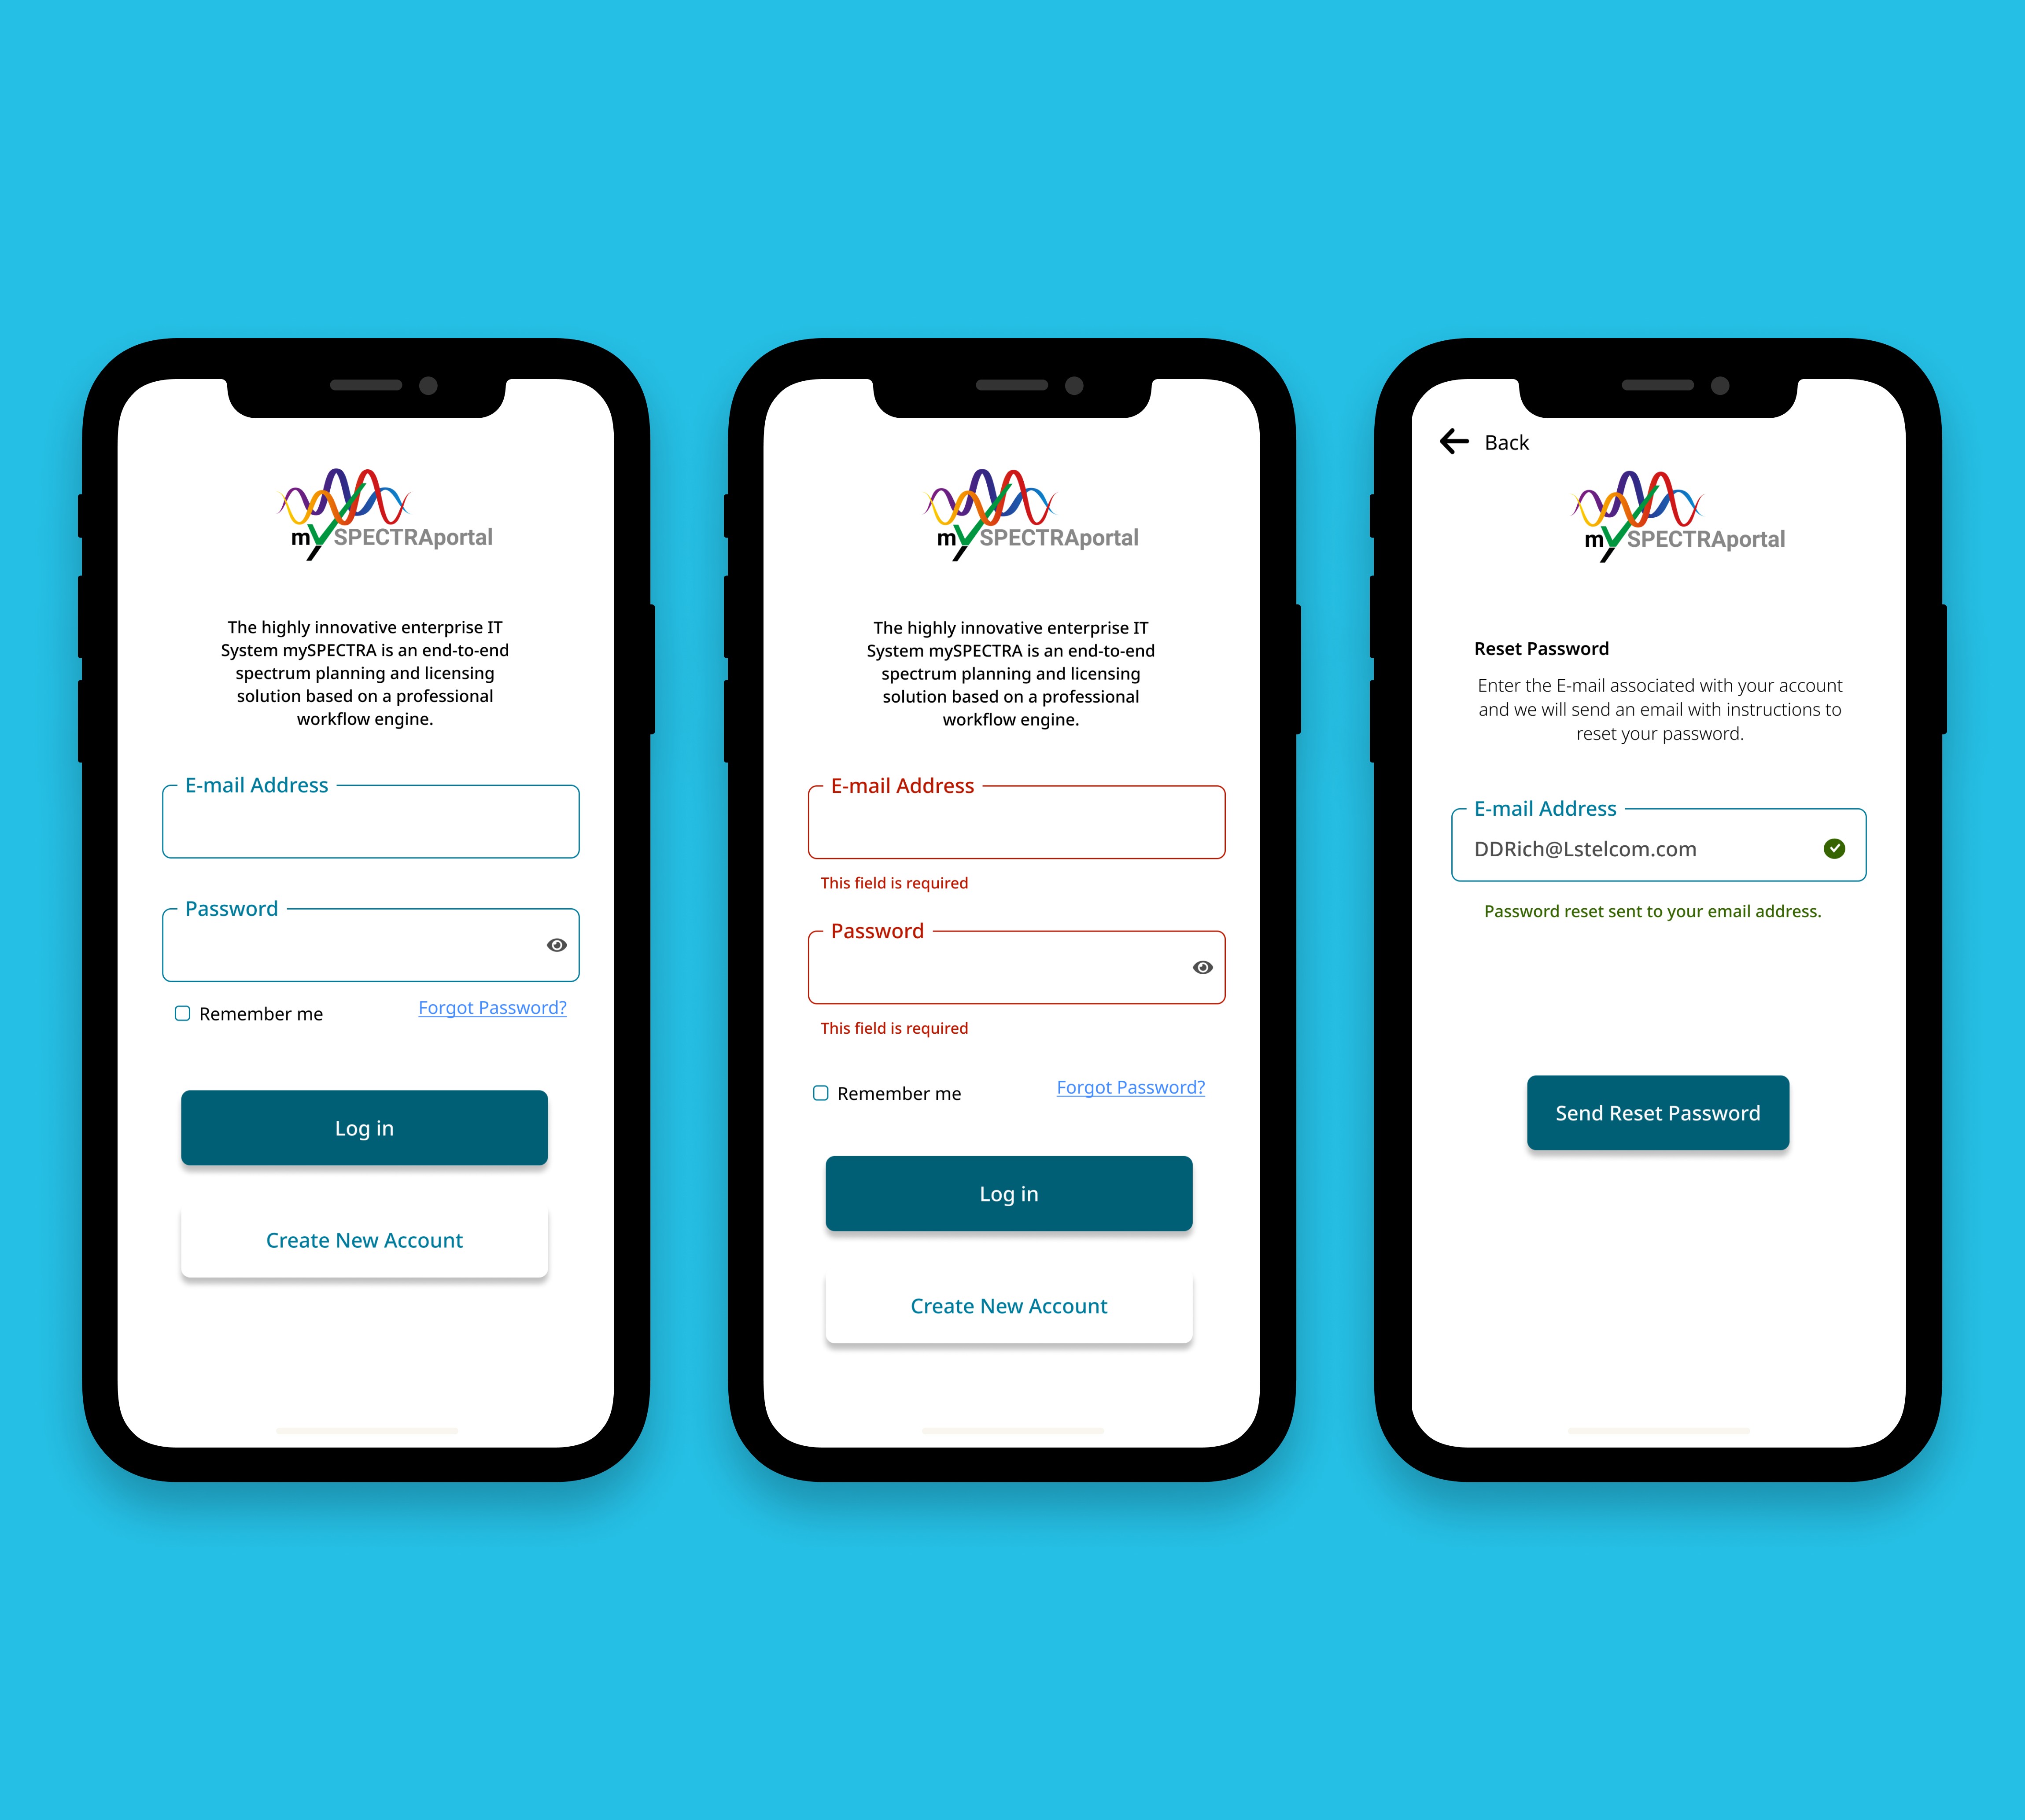 mySPECTRAportal
The highly innovative enterprise IT
System mySPECTRA is an end-to-end
spectrum planning and licensing
solution based on a professional
workflow engine.
E-mail Address
Password
Remember me
Forgot Password?
Log in
Create New Account
mySPECTRAportal
The highly innovative enterprise IT
System mySPECTRA is an end-to-end
spectrum planning and licensing
solution based on a professional
workflow engine.
E-mail Address
This field is required
Password
This field is required
Remember me
Forgot Password?
Log in
Create New Account
Back
mySPECTRAportal
Reset Password
Enter the E-mail associated with your account
and we will send an email with instructions to
reset your password.
E-mail Address
DDRich@Lstelcom.com
Password reset sent to your email address.
Send Reset Password